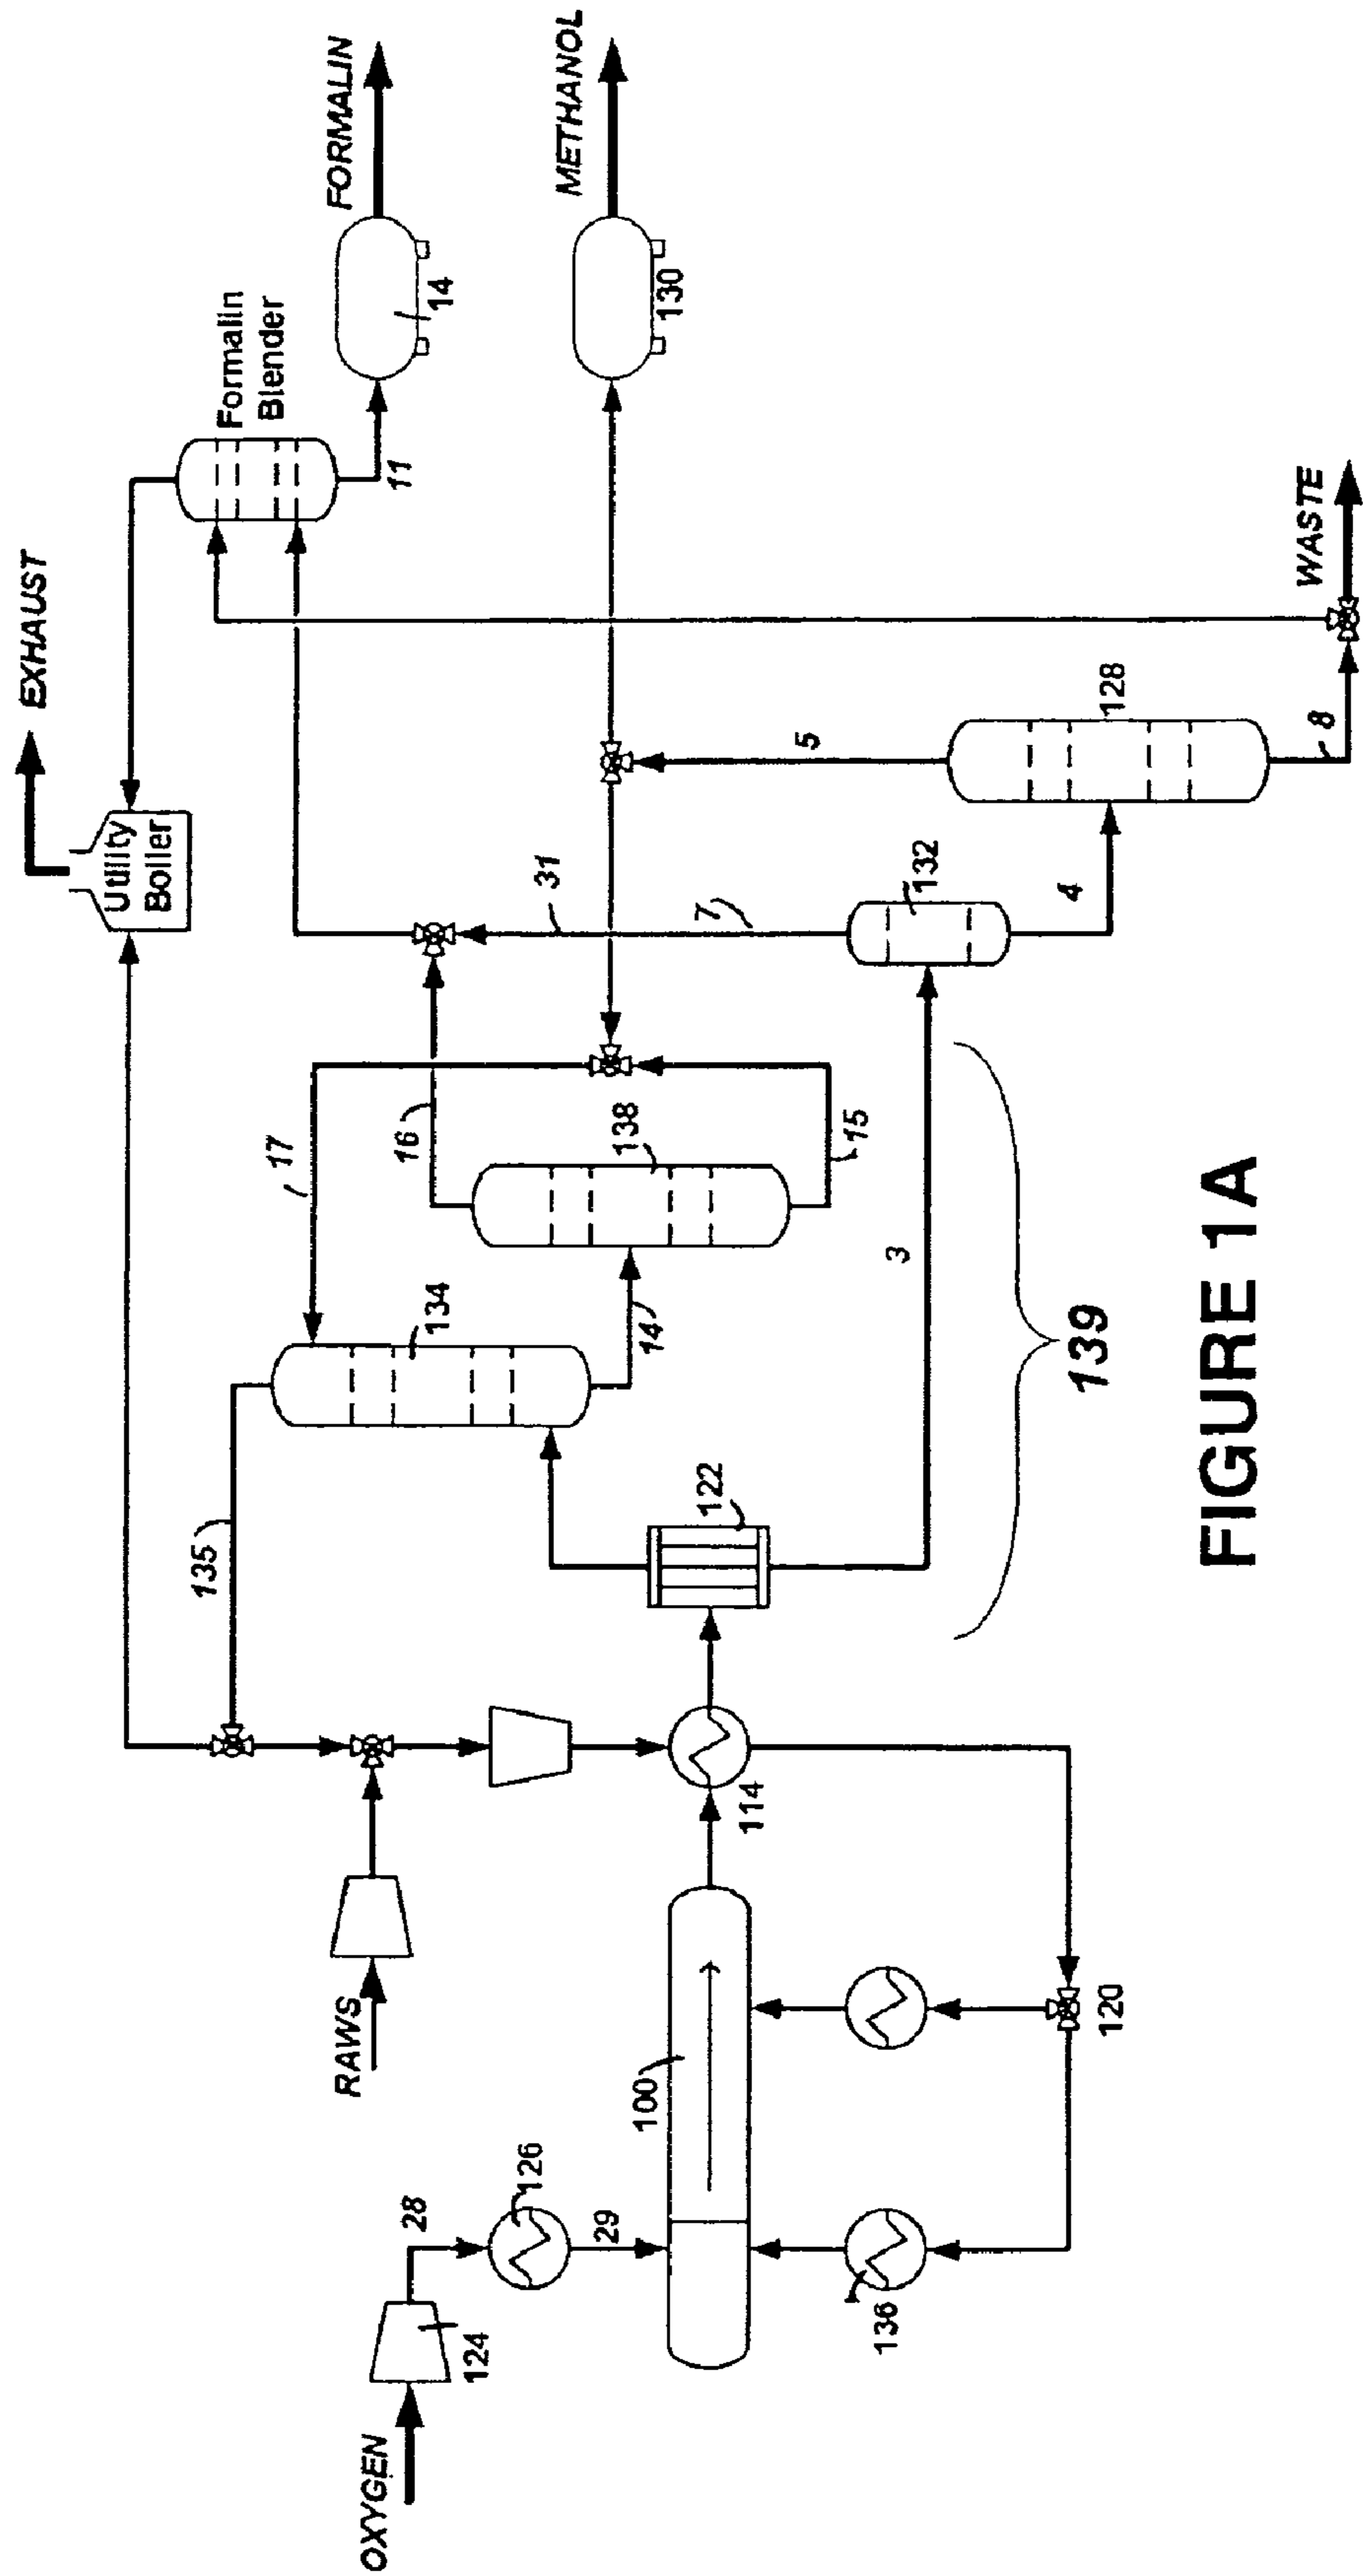 EXHAUST
Utility
Boiler
Formalin
Blender
FORMALIN
METHANOL
WASTE
11
14
130
31
7
5
132
128
4
8
17
16
138
15
135
134
14
122
3
139
RAWS
114
100
120
OXYGEN
124
28
126
29
136
FIGURE 1A